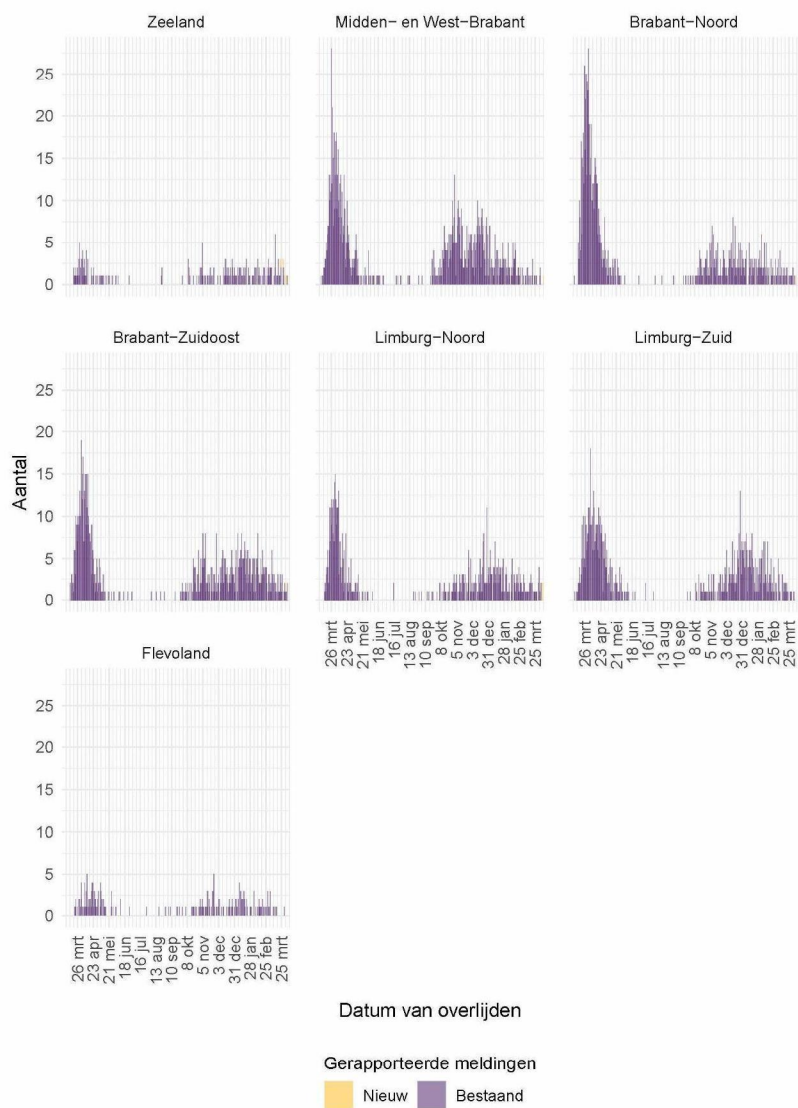 Zeeland
Midden- en West-Brabant
Brabant-Noord
25
20
15
10
5
0
Brabant-Zuidoost
Limburg-Noord
Limburg-Zuid
Aantal
25
20
15
10
5
0
26 mrt
23 apr
21 mei
18 jun
16 jul
13 aug
10 sep
8 okt
5 nov
3 dec
31 dec
28 jan
25 feb
25 mrt
26 mrt
23 apr
21 mei
18 jun
16 jul
13 aug
10 sep
8 okt
5 nov
3 dec
31 dec
28 jan
25 feb
25 mrt
Flevoland
25
20
15
10
5
0
26 mrt
23 apr
21 mei
18 jun
16 jul
13 aug
10 sep
8 okt
5 nov
3 dec
31 dec
28 jan
25 feb
25 mrt
Datum van overlijden
Gerapporteerde meldingen
Nieuw
Bestaand